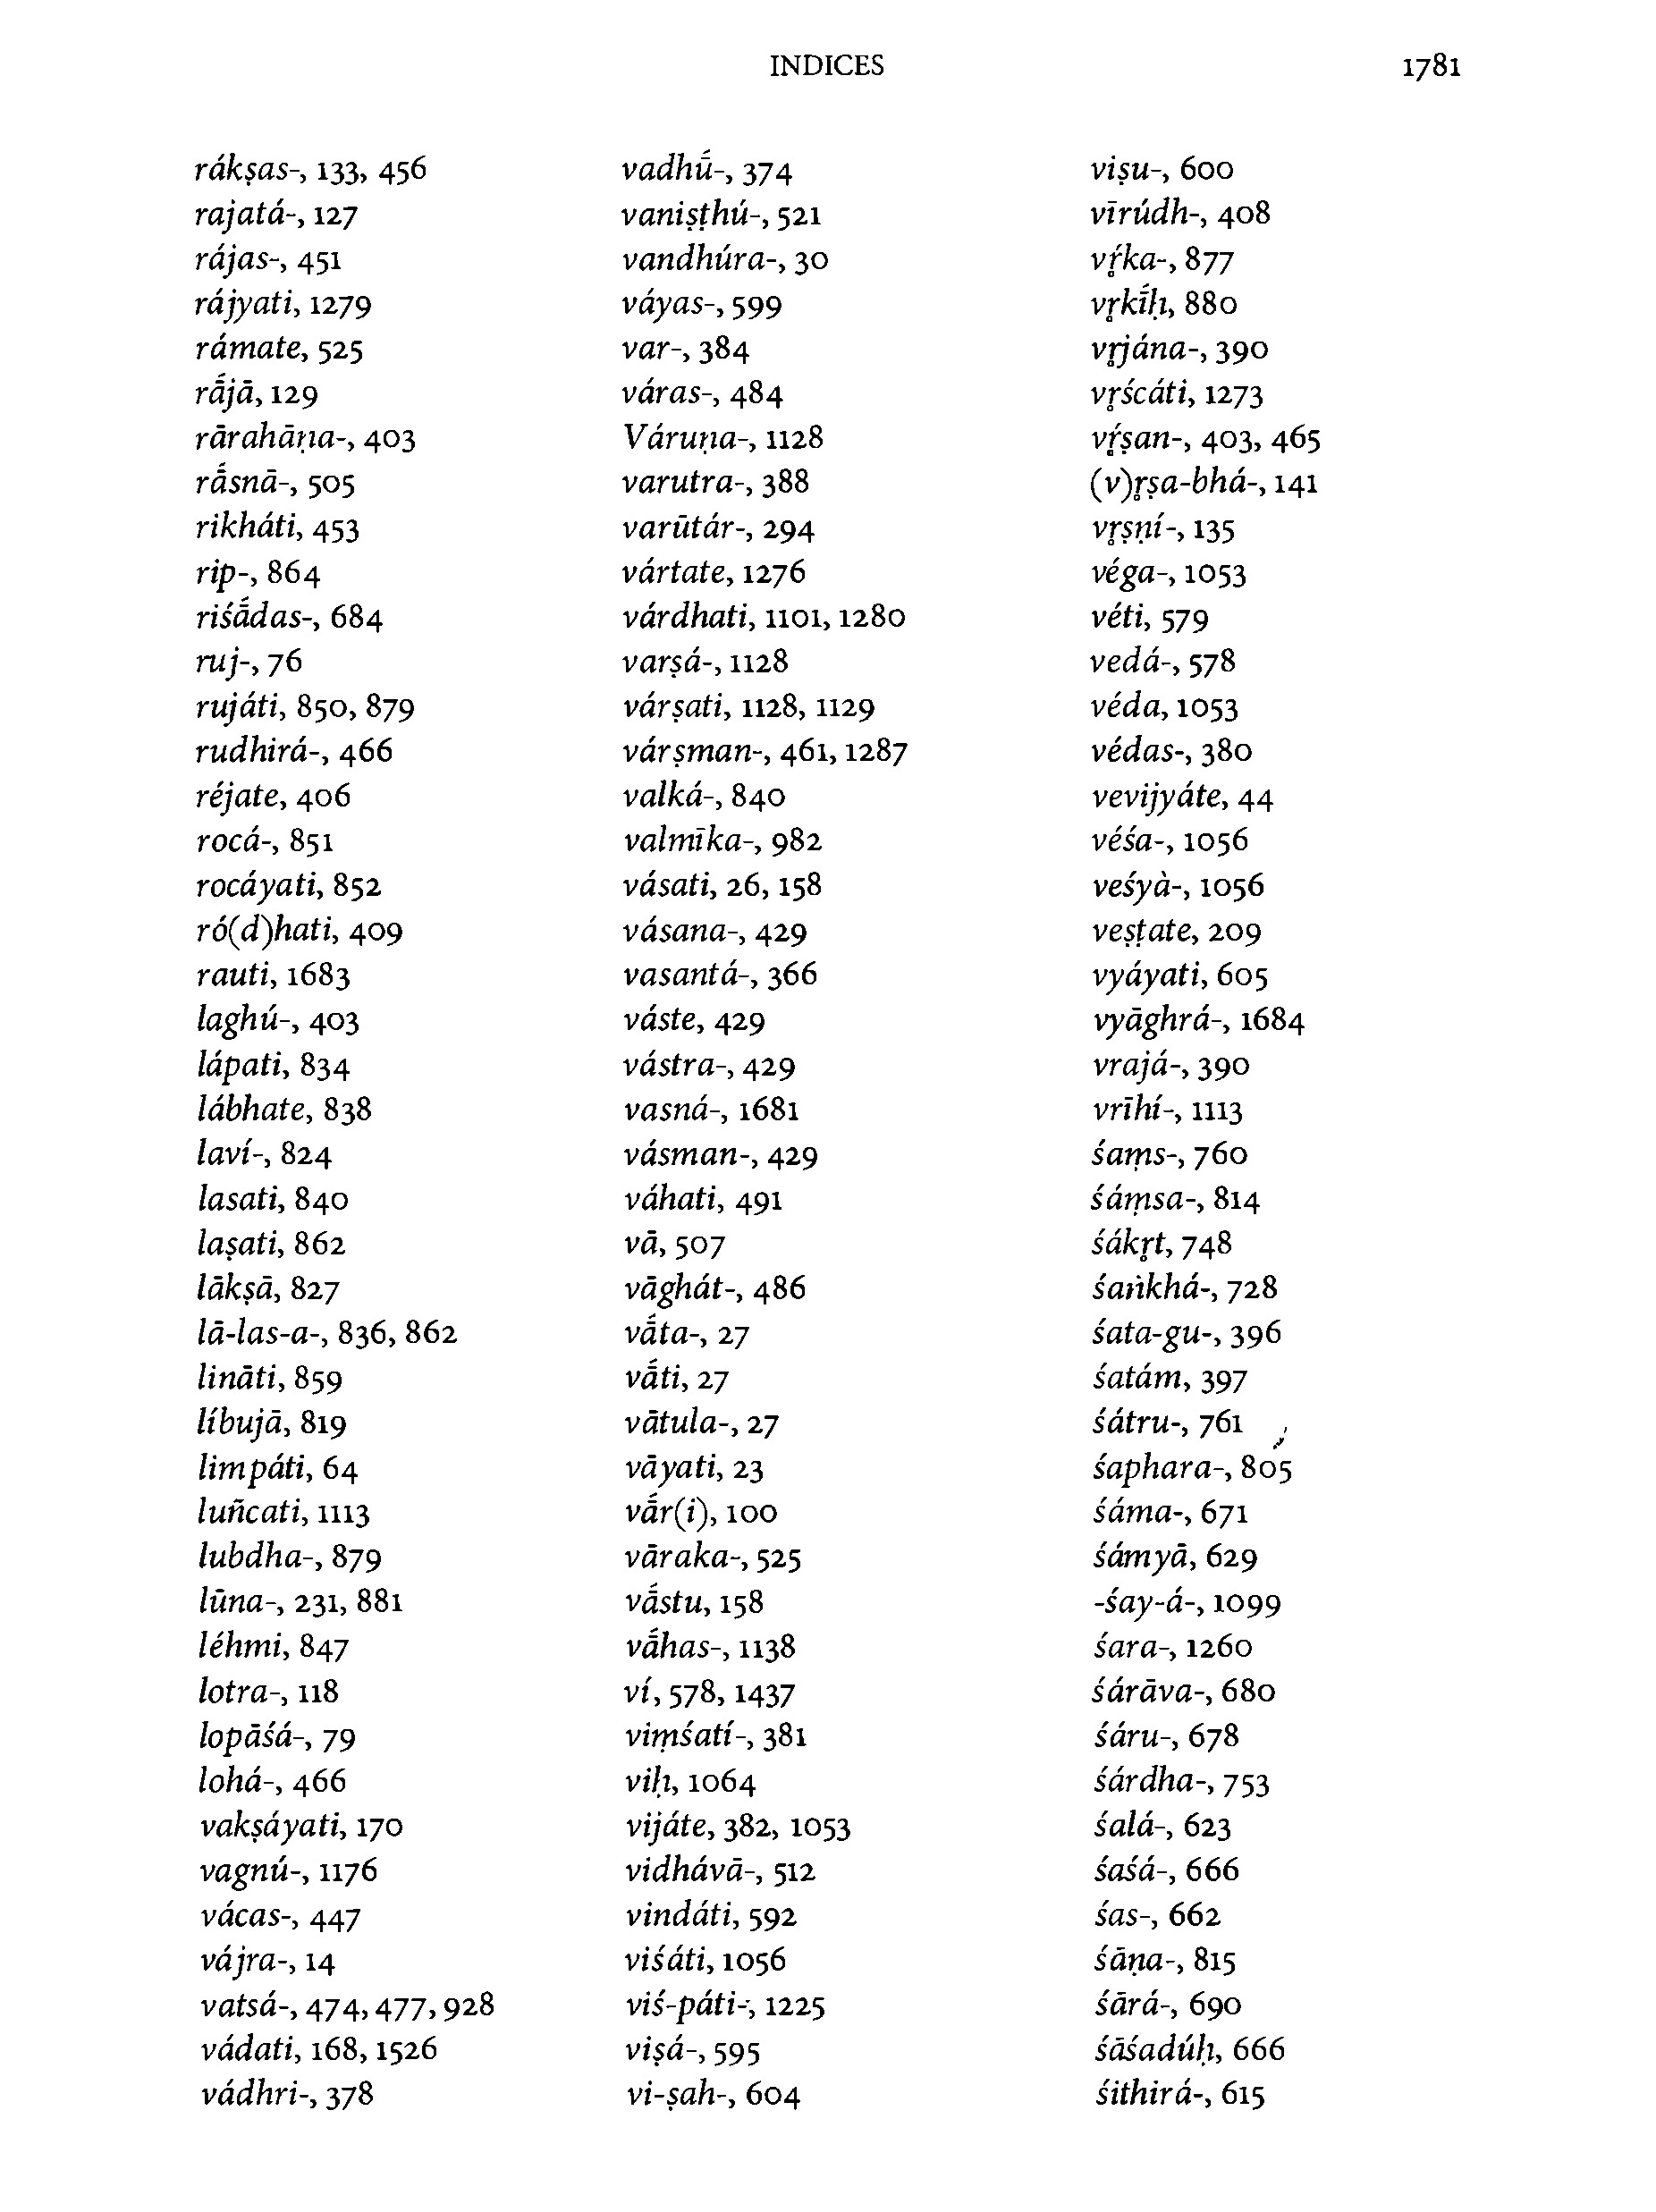 INDICES 1781
rákṣas-, 133, 456
rajatá-, 127
rájas-, 451
rájyati, 1279
rámate, 525
rā́jā, 129
rārahāṇa-, 403
rā́snā-, 505
rikháti, 453
rip-, 864
riśā́das-, 684
ruj-, 76
rujáti, 850, 879
rudhirá-, 466
réjate, 406
rocá-, 851
rocáyati, 852
ró(d)hati, 409
rauti, 1683
laghú-, 403
lápati, 834
lábhate, 838
laví-, 824
lasati, 840
laṣati, 862
lākṣā, 827
lā-las-a-, 836, 862
lināti, 859
líbujā, 819
limpáti, 64
luñcati, 1113
lubdha-, 879
lūna-, 231, 881
léhmi, 847
lotra-, 118
lopāśá-, 79
lohá-, 466
vakṣáyati, 170
vagnú-, 1176
vácas-, 447
vájra-, 14
vatsá-, 474, 477, 928
vádati, 168, 1526
vádhri-, 378
vadhū́-, 374
vaniṣṭhú-, 521
vandhúra-, 30
váyas-, 599
var-, 384
váras-, 484
Váruṇa-, 1128
varutra-, 388
varūtár-, 294
vártate, 1276
várdhati, 1101, 1280
varṣá-, 1128
várṣati, 1128, 1129
várṣman-, 461, 1287
valká-, 840
valmīka-, 982
vásati, 26, 158
vásana-, 429
vasantá-, 366
váste, 429
vástra-, 429
vasná-, 1681
vásman-, 429
váhati, 491
vā, 507
vāghát-, 486
vā́ta-, 27
vā́ti, 27
vātula-, 27
vāyati, 23
vā́r(i), 100
vāraka-, 525
vā́stu, 158
vā́has-, 1138
ví, 578, 1437
viṃśatí-, 381
viḥ, 1064
vijáte, 382, 1053
vidhávā-, 512
vindáti, 592
viśáti, 1056
viś-páti-, 1225
viṣá-, 595
vi-ṣah-, 604
viṣu-, 600
vīrúdh-, 408
vŕ̥ka-, 877
vr̥kī́ḥ, 880
vr̥jána-, 390
vr̥ścáti, 1273
vŕ̥ṣan-, 403, 465
(v)r̥ṣa-bhá-, 141
vr̥ṣṇí-, 135
véga-, 1053
véti, 579
vedá-, 578
véda, 1053
védas-, 380
vevijyáte, 44
véśa-, 1056
veśyà-, 1056
veṣṭate, 209
vyáyati, 605
vyāghrá-, 1684
vrajá-, 390
vrīhí-, 1113
śaṃs-, 760
śáṃsa-, 814
śákr̥t, 748
śaṅkhá-, 728
śata-gu-, 396
śatám, 397
śátru-, 761
śaphara-, 805
śáma-, 671
śámyā, 629
-śay-á-, 1099
śara-, 1260
śárāva-, 680
śáru-, 678
śárdha-, 753
śalá-, 623
śaśá-, 666
śas-, 662
śāṇa-, 815
śārá-, 690
śāśadúḥ, 666
śithirá-, 615